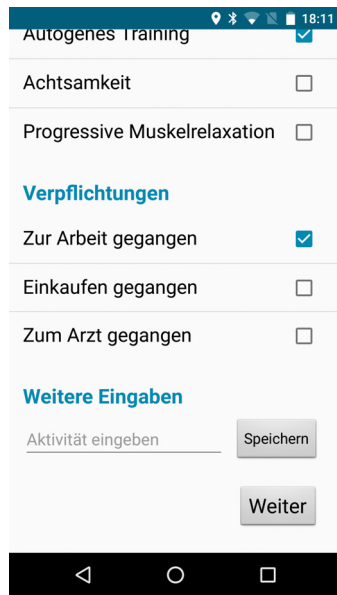 18:11
Autogenes Training
Achtsamkeit
Progressive Muskelrelaxation
Verpflichtungen
Zur Arbeit gegangen
Einkaufen gegangen
Zum Arzt gegangen
Weitere Eingaben
Aktivität eingeben
Speichern
Weiter